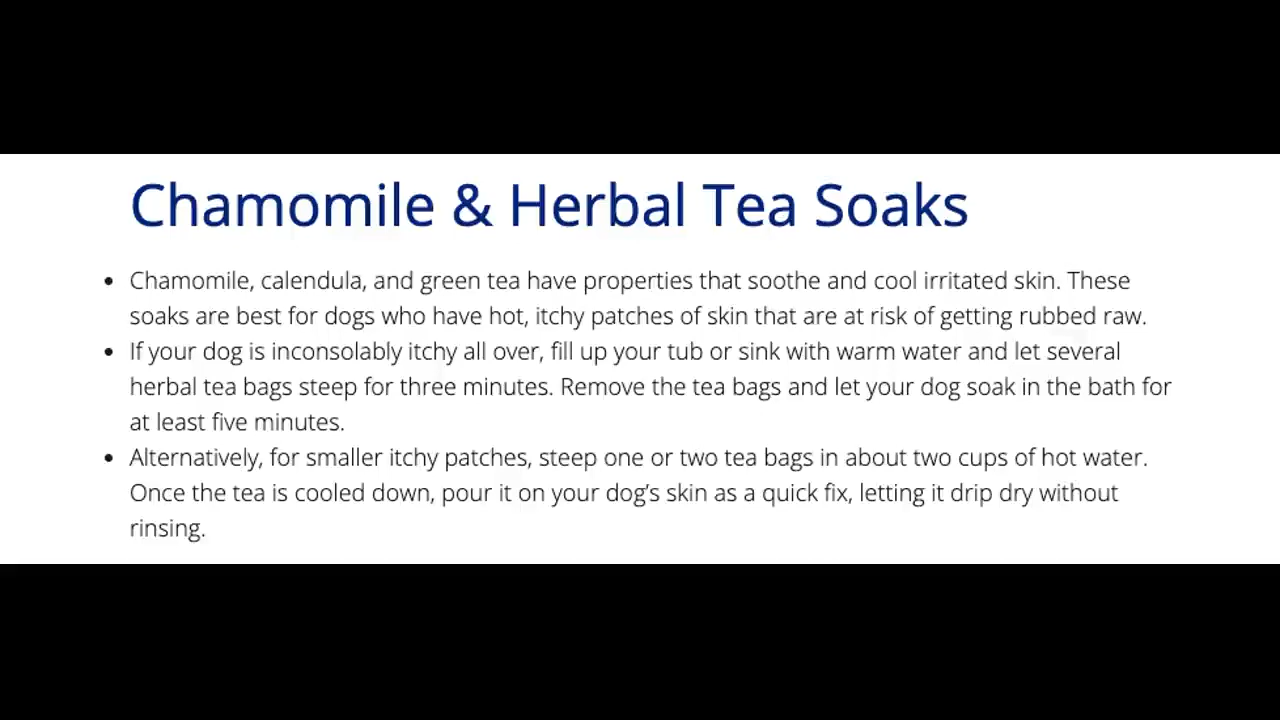 Chamomile & Herbal Tea Soaks
• Chamomile, calendula, and green tea have properties that soothe and cool irritated skin. These
soaks are best for dogs who have hot, itchy patches of skin that are at risk of getting rubbed raw.
• If your dog is inconsolably itchy all over, fill up your tub or sink with warm water and let several
herbal tea bags steep for three minutes. Remove the tea bags and let your dog soak in the bath for
at least five minutes.
• Alternatively, for smaller itchy patches, steep one or two tea bags in about two cups of hot water.
Once the tea is cooled down, pour it on your dog’s skin as a quick fix, letting it drip dry without
rinsing.